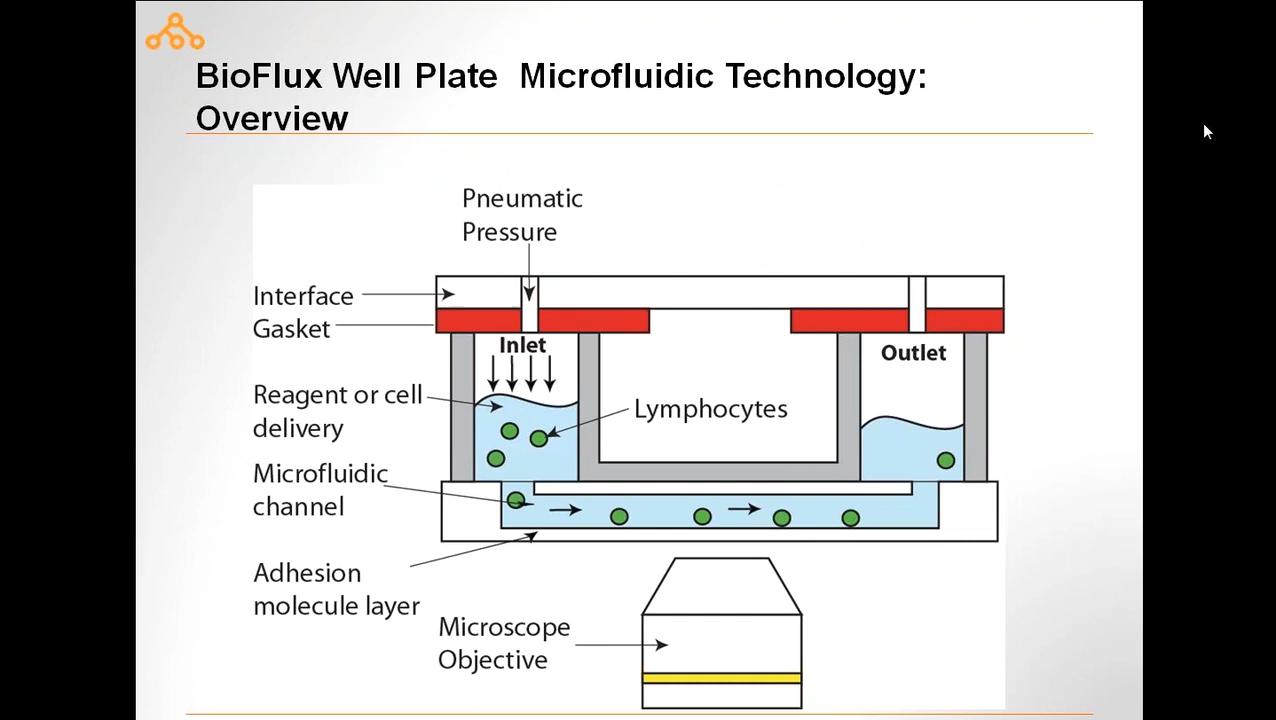 BioFlux Well Plate Microfluidic Technology:
Overview
Pneumatic
Pressure
Interface
Gasket
Inlet
Outlet
Reagent or cell
delivery
Lymphocytes
Microfluidic
channel
Adhesion
molecule layer
Microscope
Objective